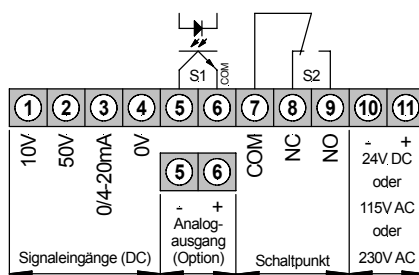 S1
COM
S2
1 2 3 4 5 6 7 8 9 10 11
10V
50V
0/4-20mA
0V
5 6
- +
Analog-
ausgang
(Option)
COM
NC
NO
- +
24V DC
oder
115V AC
oder
230V AC
Signaleingänge (DC)
Schaltpunkt